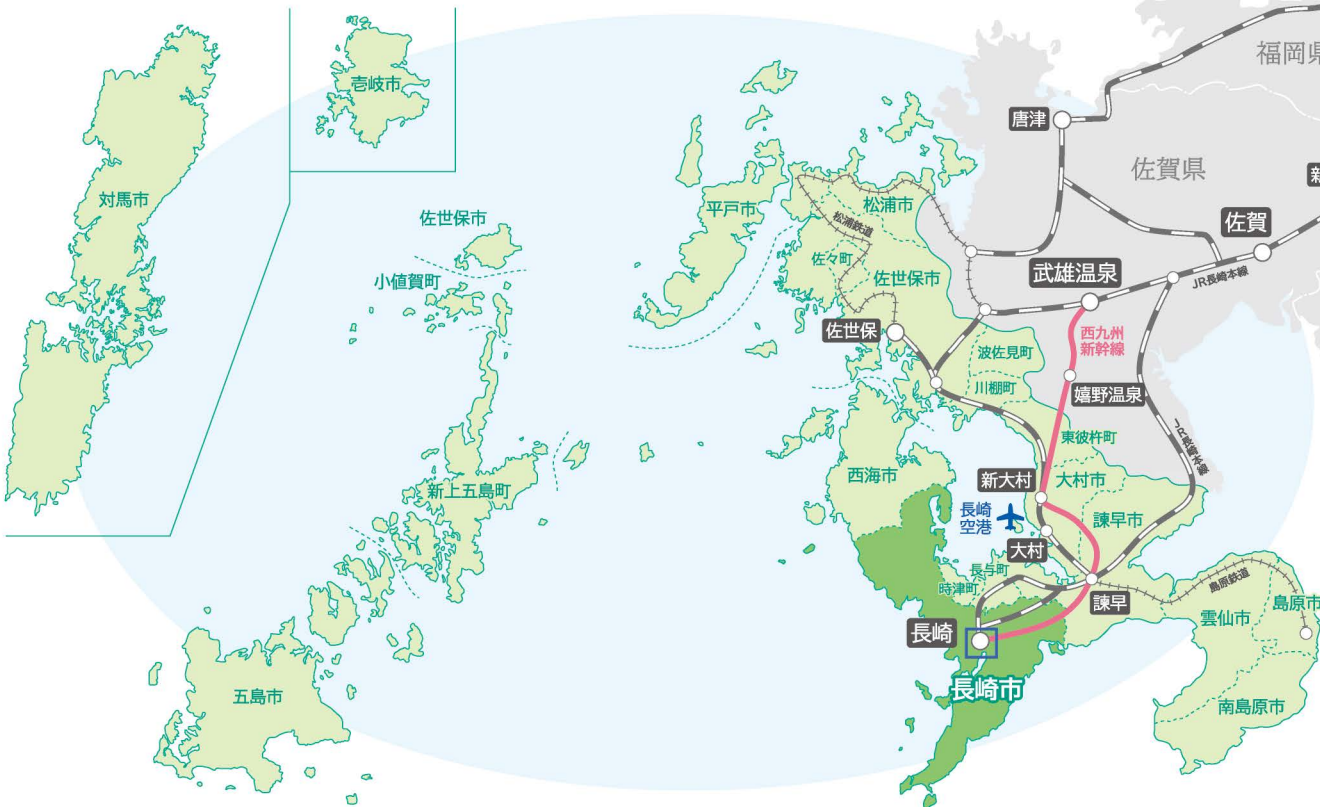 福岡県
壱岐市
唐津
佐賀県
新
対馬市
平戸市
松浦市
佐世保市
松浦鉄道
佐賀
小値賀町
佐々町
佐世保市
武雄温泉
JR長崎本線
佐世保
西九州
新幹線
波佐見町
川棚町
嬉野温泉
東彼杵町
JR長崎本線
西海市
新大村
大村市
新上五島町
長崎
空港
諫早市
大村
長与町
時津町
島原鉄道
諫早
雲仙市
島原市
長崎
長崎市
五島市
南島原市